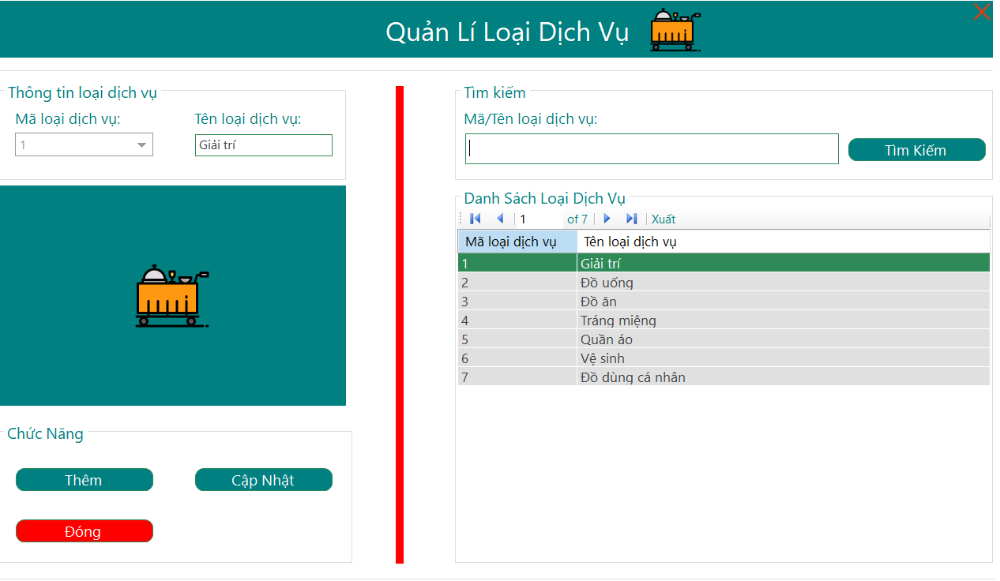 Quản Lí Loại Dịch Vụ
Thông tin loại dịch vụ
Mã loại dịch vụ: Tên loại dịch vụ:
1 Giải trí
Chức Năng
Thêm Cập Nhật
Đóng
Tìm kiếm
Mã/Tên loại dịch vụ:
Tìm Kiếm
Danh Sách Loại Dịch Vụ
1 of 7 Xuất
Mã loại dịch vụ Tên loại dịch vụ
1 Giải trí
2 Đồ uống
3 Đồ ăn
4 Tráng miệng
5 Quần áo
6 Vệ sinh
7 Đồ dùng cá nhân